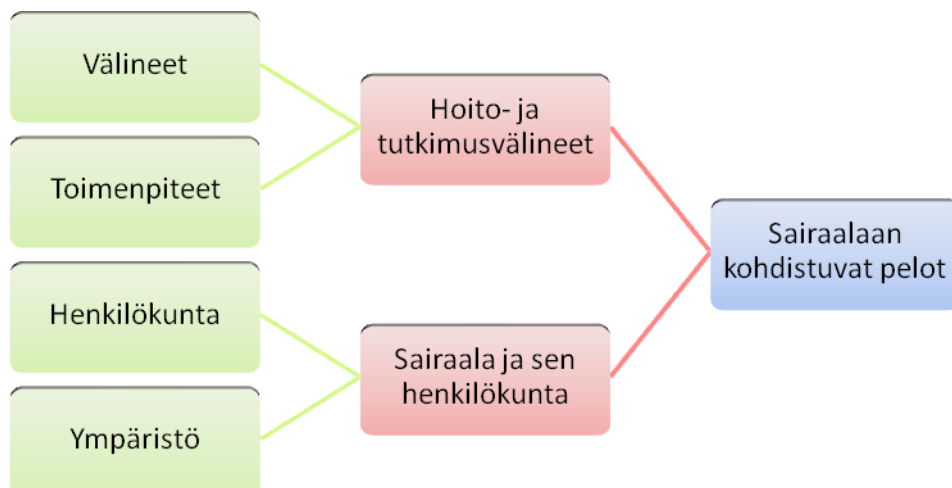 Välineet
Toimenpiteet
Henkilökunta
Ympäristö
Hoito- ja
tutkimusvälineet
Sairaala ja sen
henkilökunta
Sairaalaan
kohdistuvat pelot